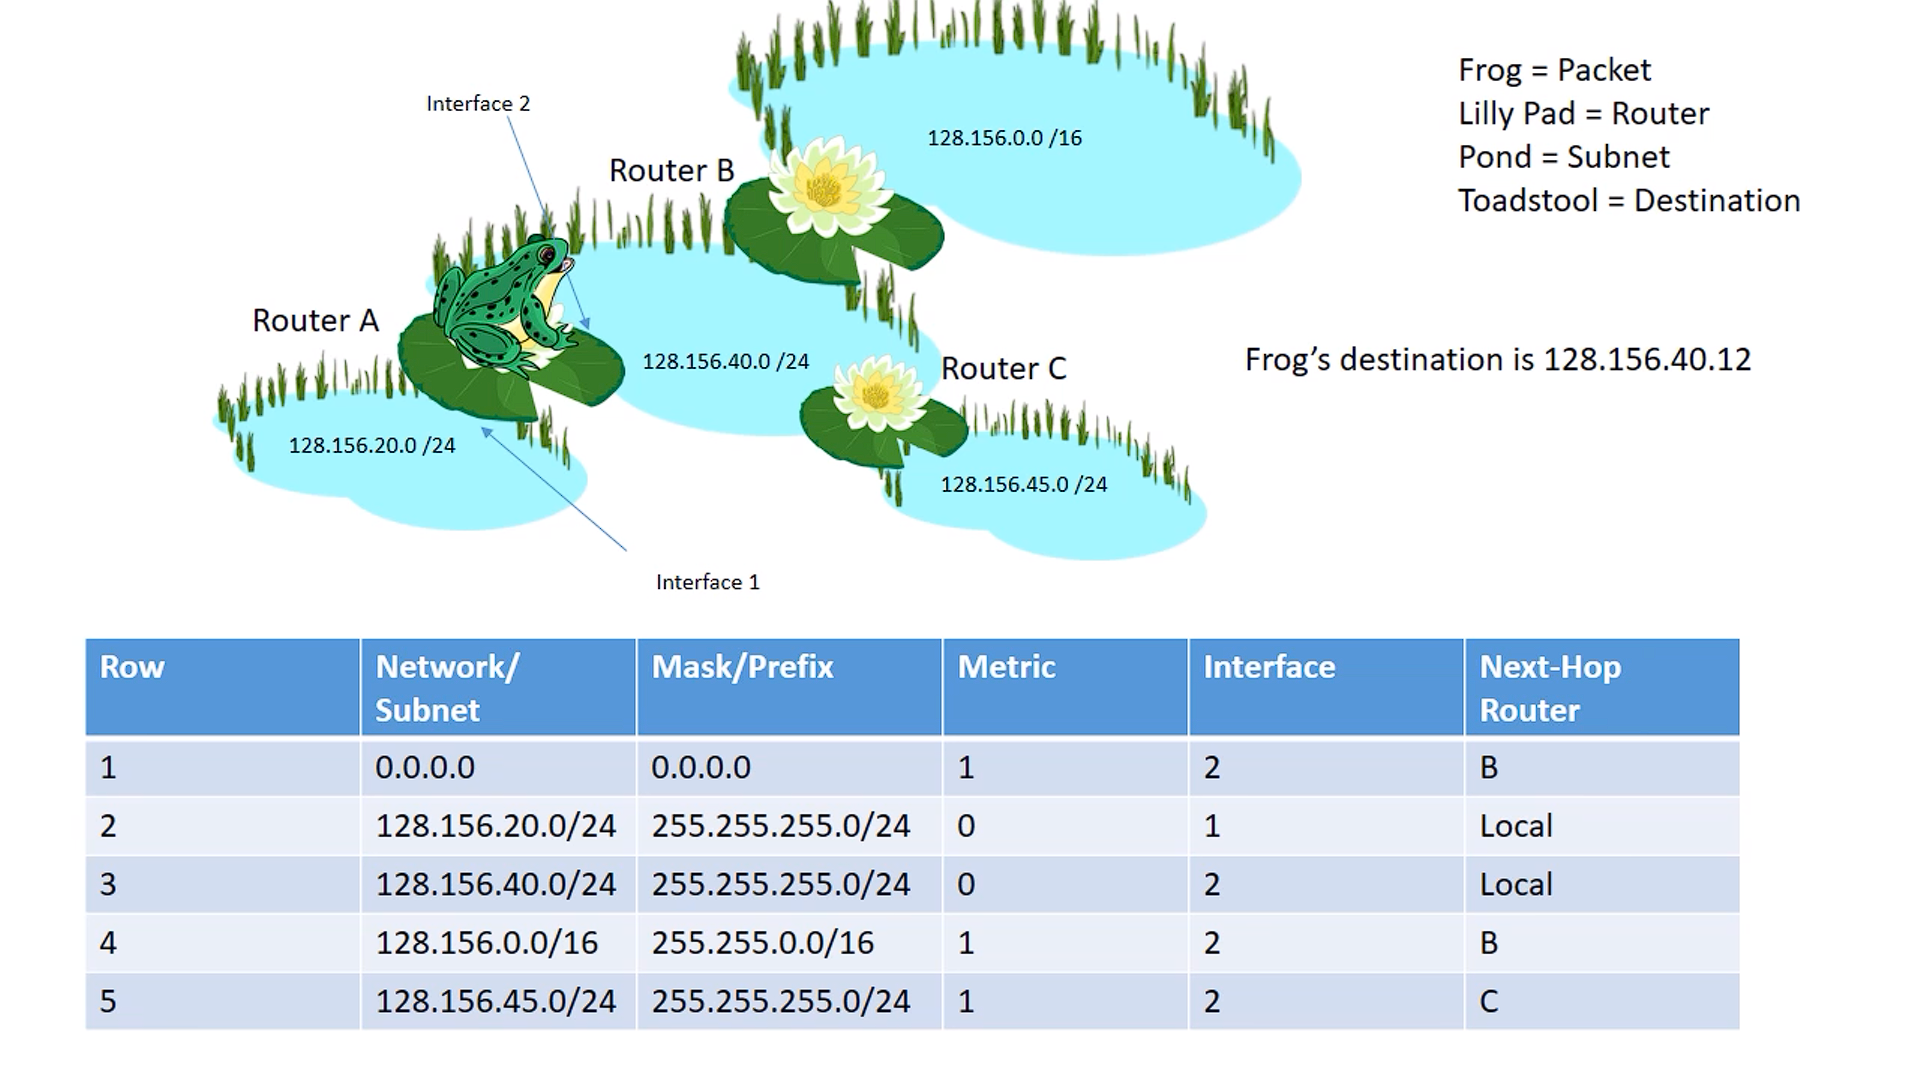 Interface 2
Router B
128.156.0.0 /16
Frog = Packet
Lilly Pad = Router
Pond = Subnet
Toadstool = Destination
Router A
128.156.40.0 /24
Router C
Frog’s destination is 128.156.40.12
128.156.20.0 /24
128.156.45.0 /24
Interface 1
Row Network/ Mask/Prefix Metric Interface Next-Hop
Subnet Router
1 0.0.0.0 0.0.0.0 1 2 B
2 128.156.20.0/24 255.255.255.0/24 0 1 Local
3 128.156.40.0/24 255.255.255.0/24 0 2 Local
4 128.156.0.0/16 255.255.0.0/16 1 2 B
5 128.156.45.0/24 255.255.255.0/24 1 2 C